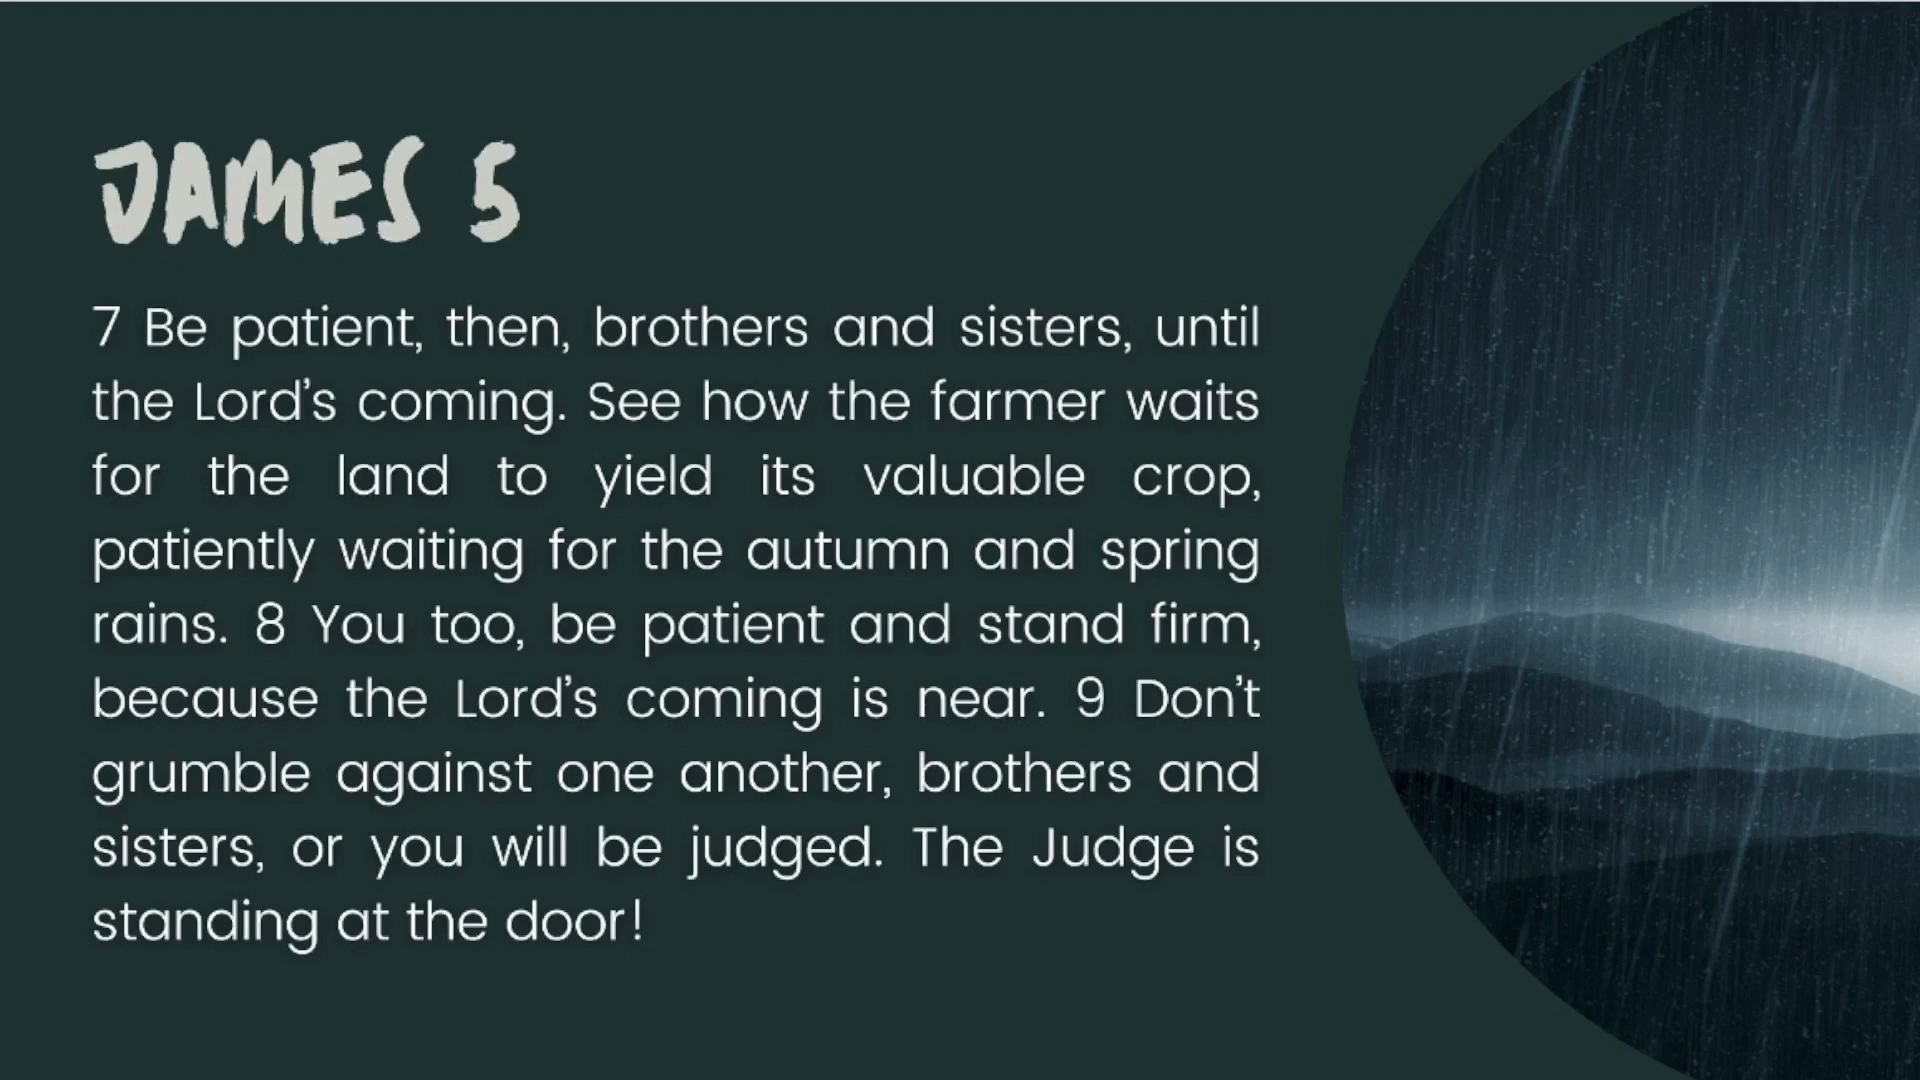 JAMES 5
7 Be patient, then, brothers and sisters, until
the Lord’s coming. See how the farmer waits
for the land to yield its valuable crop,
patiently waiting for the autumn and spring
rains. 8 You too, be patient and stand firm,
because the Lord’s coming is near. 9 Don’t
grumble against one another, brothers and
sisters, or you will be judged. The Judge is
standing at the door!